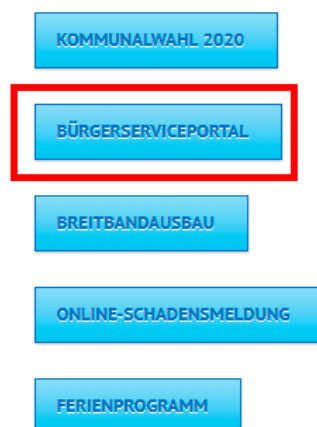 KOMMUNALWAHL 2020
BÜRGERSERVICEPORTAL
BREITBANDAUSBAU
ONLINE-SCHADENSMELDUNG
FERIENPROGRAMM